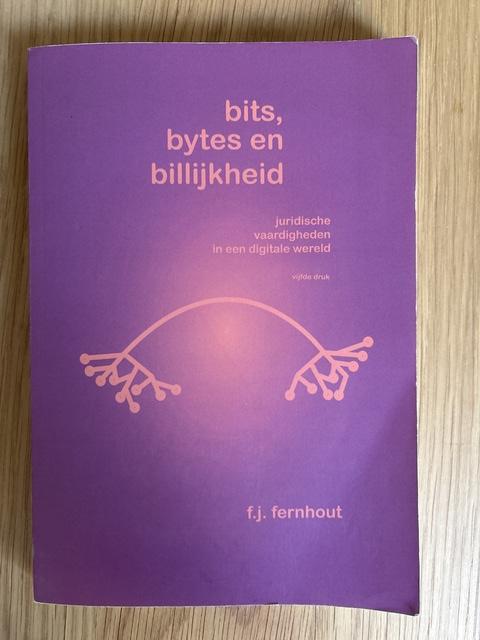 bits,
bytes en
billijkheid
juridische
vaardigheden
in een digitale wereld
vijfde druk
f.j. fernhout